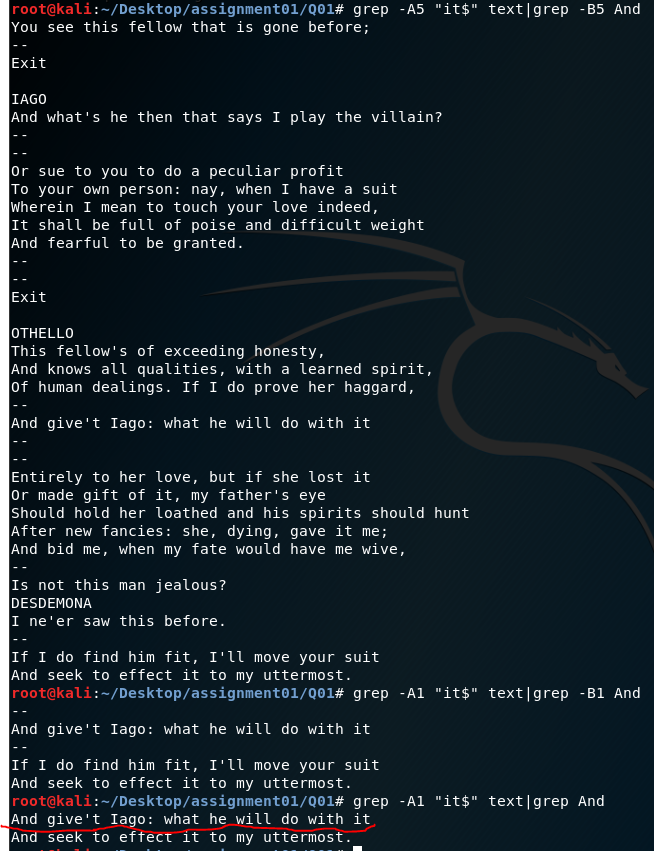 root@kali:~/Desktop/assignment01/Q01# grep -A5 "it$" text|grep -B5 And
You see this fellow that is gone before;
--
Exit

IAGO
And what's he then that says I play the villain?
--
--
Or sue to you to do a peculiar profit
To your own person: nay, when I have a suit
Wherein I mean to touch your love indeed,
It shall be full of poise and difficult weight
And fearful to be granted.
--
--
Exit

OTHELLO
This fellow's of exceeding honesty,
And knows all qualities, with a learned spirit,
Of human dealings. If I do prove her haggard,
--
And give't Iago: what he will do with it
--
--
Entirely to her love, but if she lost it
Or made gift of it, my father's eye
Should hold her loathed and his spirits should hunt
After new fancies: she, dying, gave it me;
And bid me, when my fate would have me wive,
--
Is not this man jealous?
DESDEMONA
I ne'er saw this before.
--
If I do find him fit, I'll move your suit
And seek to effect it to my uttermost.
root@kali:~/Desktop/assignment01/Q01# grep -A1 "it$" text|grep -B1 And
--
And give't Iago: what he will do with it
--
If I do find him fit, I'll move your suit
And seek to effect it to my uttermost.
root@kali:~/Desktop/assignment01/Q01# grep -A1 "it$" text|grep And
And give't Iago: what he will do with it
And seek to effect it to my uttermost.